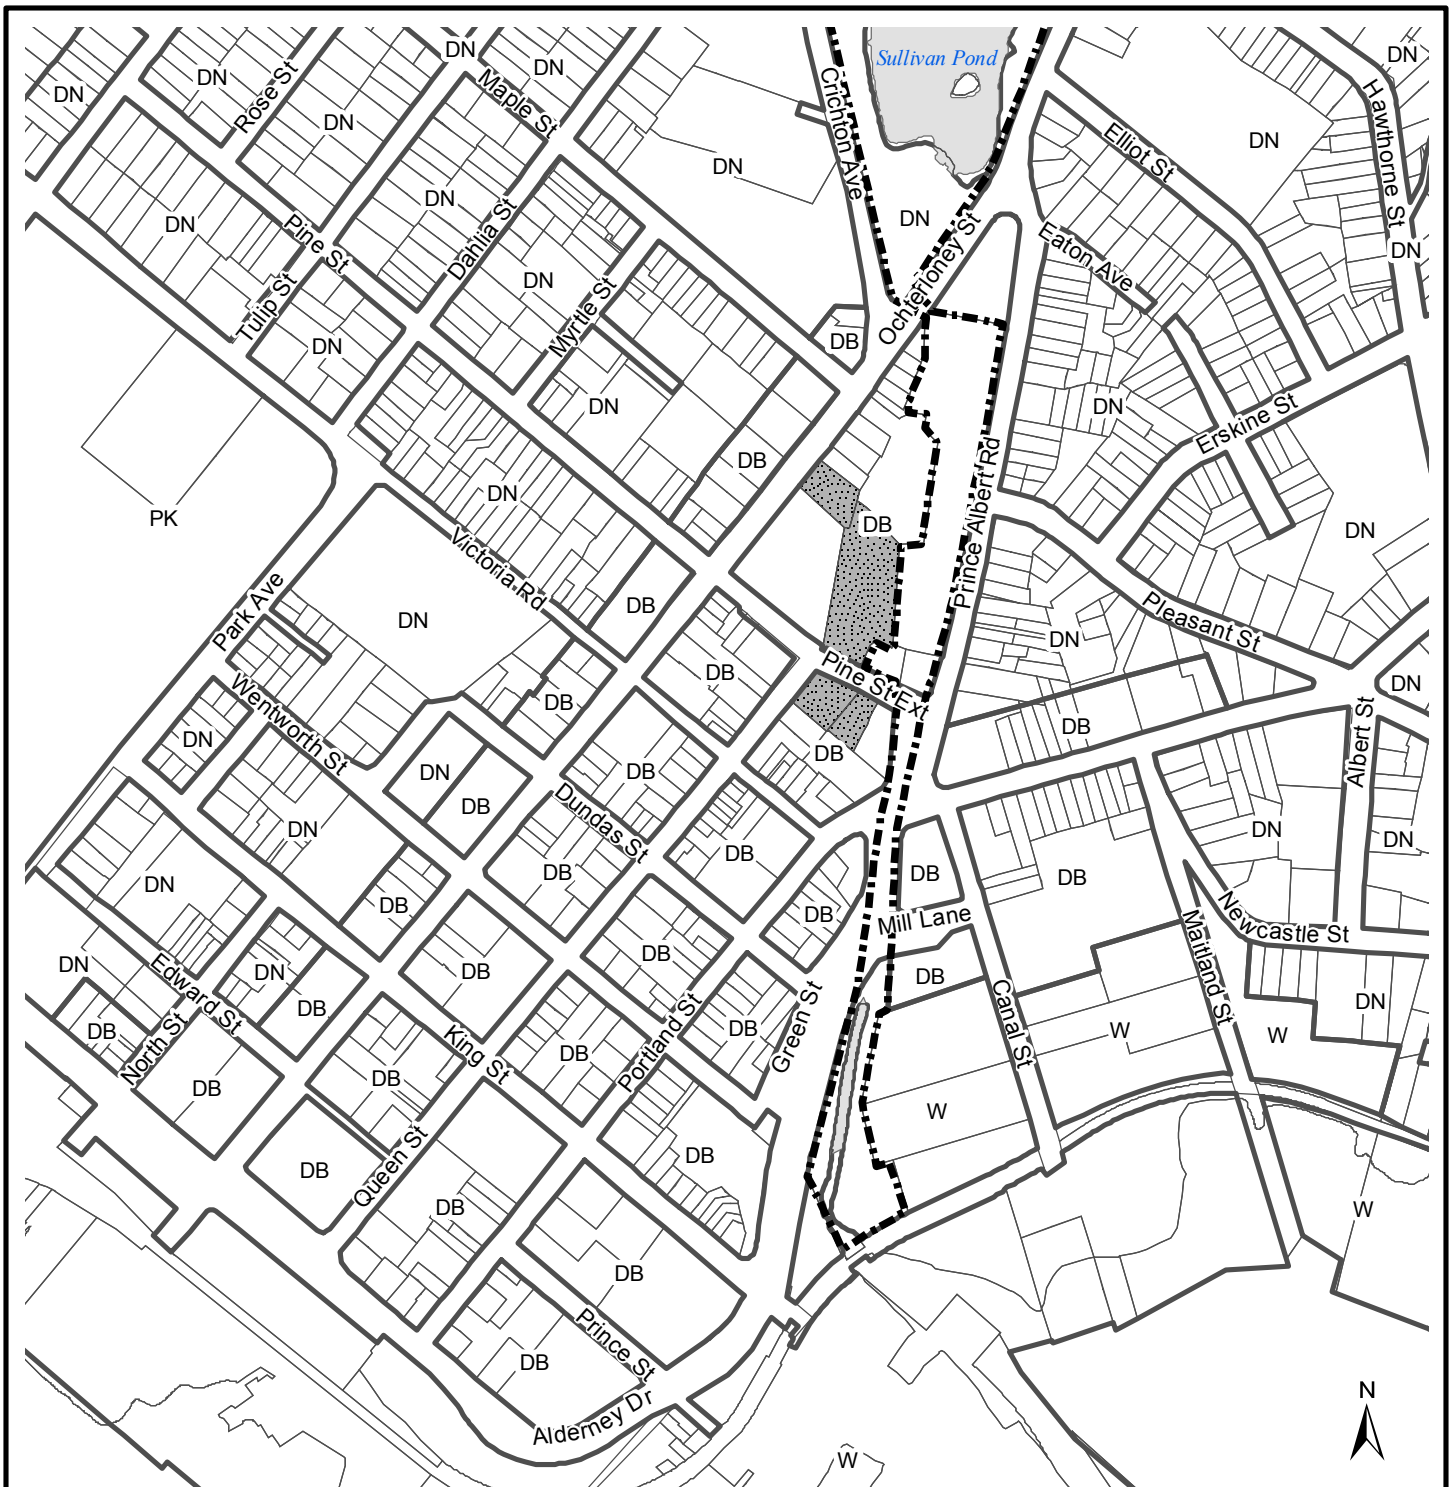 DN
Sullivan Pond
DN
DN
DN
DN
Rose St
Maple St
Crichton Ave
Hawthorne St
DN
Elliot St
DN
DN
DN
DN
DN
Pine St
Dahlia St
Ochterloney St
Eaton Ave
DN
DN
Tulip St
Myrtle St
DN
DB
DN
DN
Erskine St
DB
DN
Prince Albert Rd
PK
DB
DN
Victoria Rd
Park Ave
DB
DN
Pleasant St
DN
DB
Pine St Ext
Wentworth St
DB
DN
Albert St
DN
DB
DB
DN
DB
DB
Dundas St
DB
DN
DN
DN
DB
DB
DB
DB
DN
DB
DB
Mill Lane
Newcastle St
Maitland St
DB
DN
Edward St
DN
DB
DB
Canal St
DN
DB
Green St
Portland St
North St
DB
King St
DB
DB
W
W
DB
DB
DB
W
Queen St
DB
DB
DB
W
DB
Prince St
DB
Alderney Dr
N
W